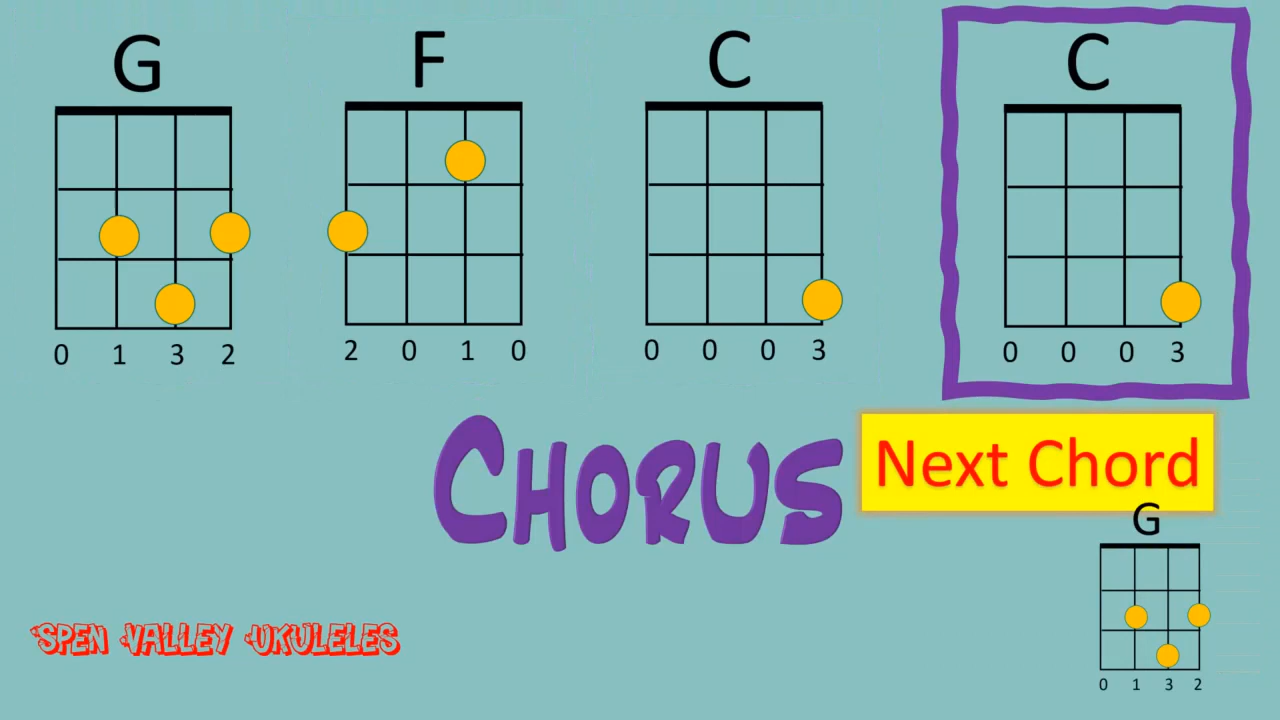 G F C C
0 1 3 2 2 0 1 0 0 0 0 3 0 0 0 3
CHORUS
Next Chord
G
SPEN VALLEY UKULELES
0 1 3 2